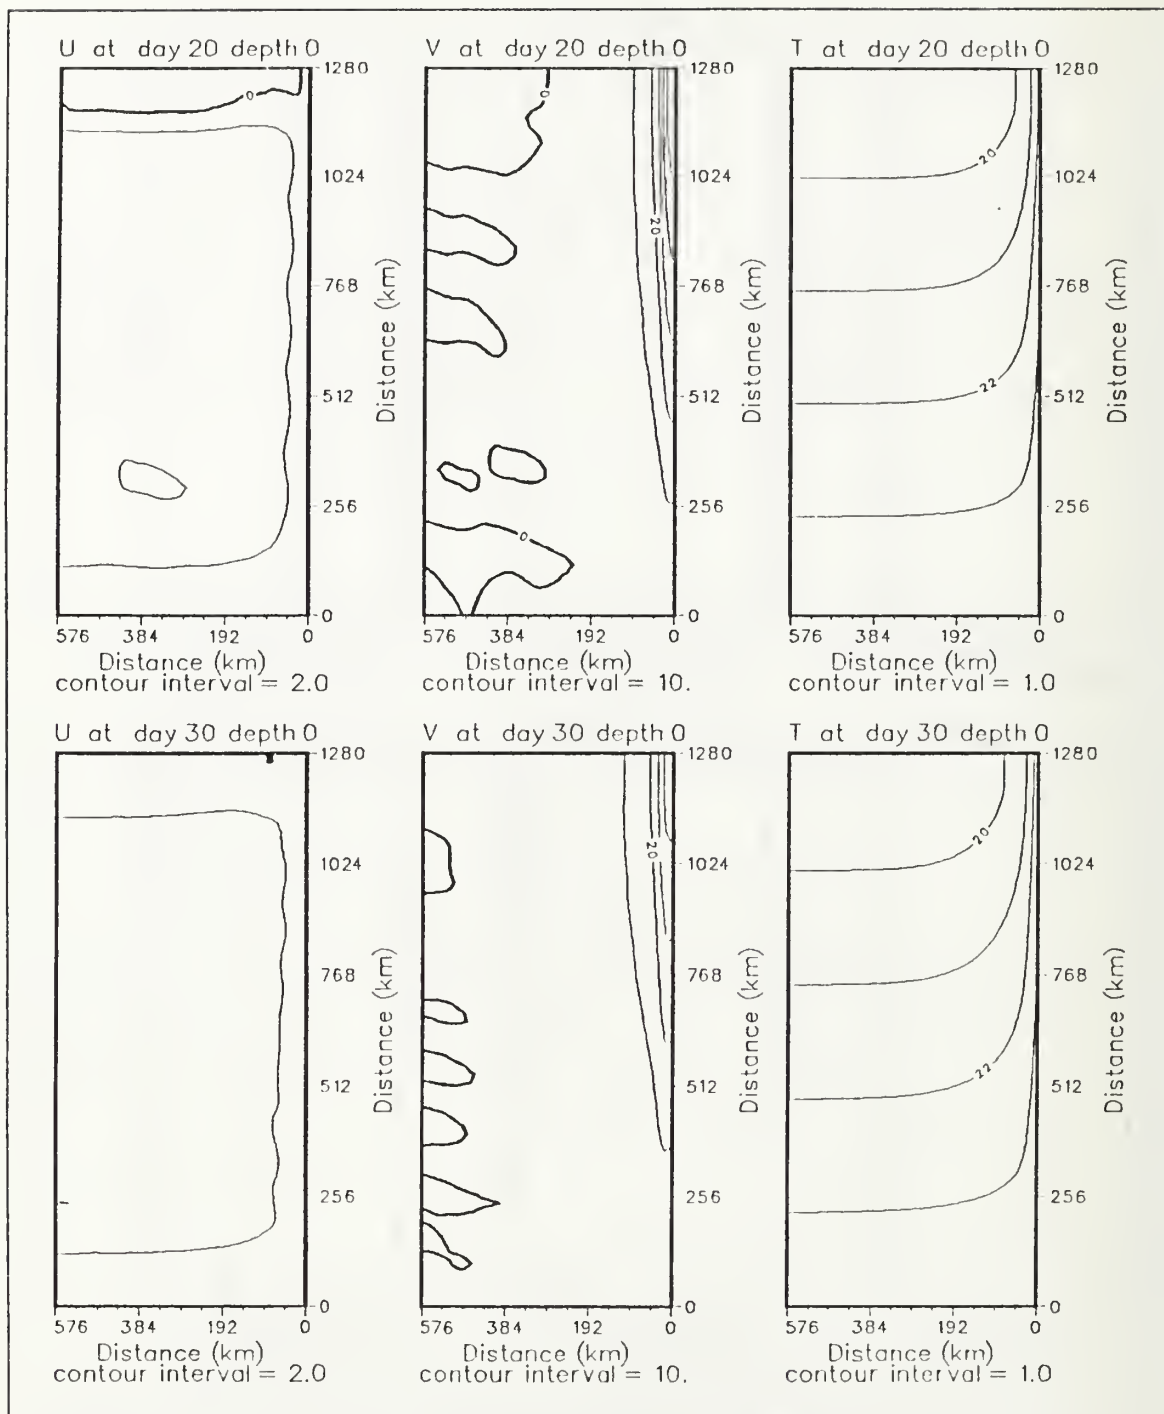 U at day 20 depth 0
1280
1024
768
512
256
0
Distance (km)
0
576 384 192 0
Distance (km)
contour interval = 2.0
V at day 20 depth 0
1280
1024
768
512
256
0
Distance (km)
0
20
0
576 384 192 0
Distance (km)
contour interval = 10.
T at day 20 depth 0
1280
1024
768
512
256
0
Distance (km)
20
22
576 384 192 0
Distance (km)
contour interval = 1.0
U at day 30 depth 0
1280
1024
768
512
256
0
Distance (km)
576 384 192 0
Distance (km)
contour interval = 2.0
V at day 30 depth 0
1280
1024
768
512
256
0
Distance (km)
20
576 384 192 0
Distance (km)
contour interval = 10.
T at day 30 depth 0
1280
1024
768
512
256
0
Distance (km)
20
22
576 384 192 0
Distance (km)
contour interval = 1.0